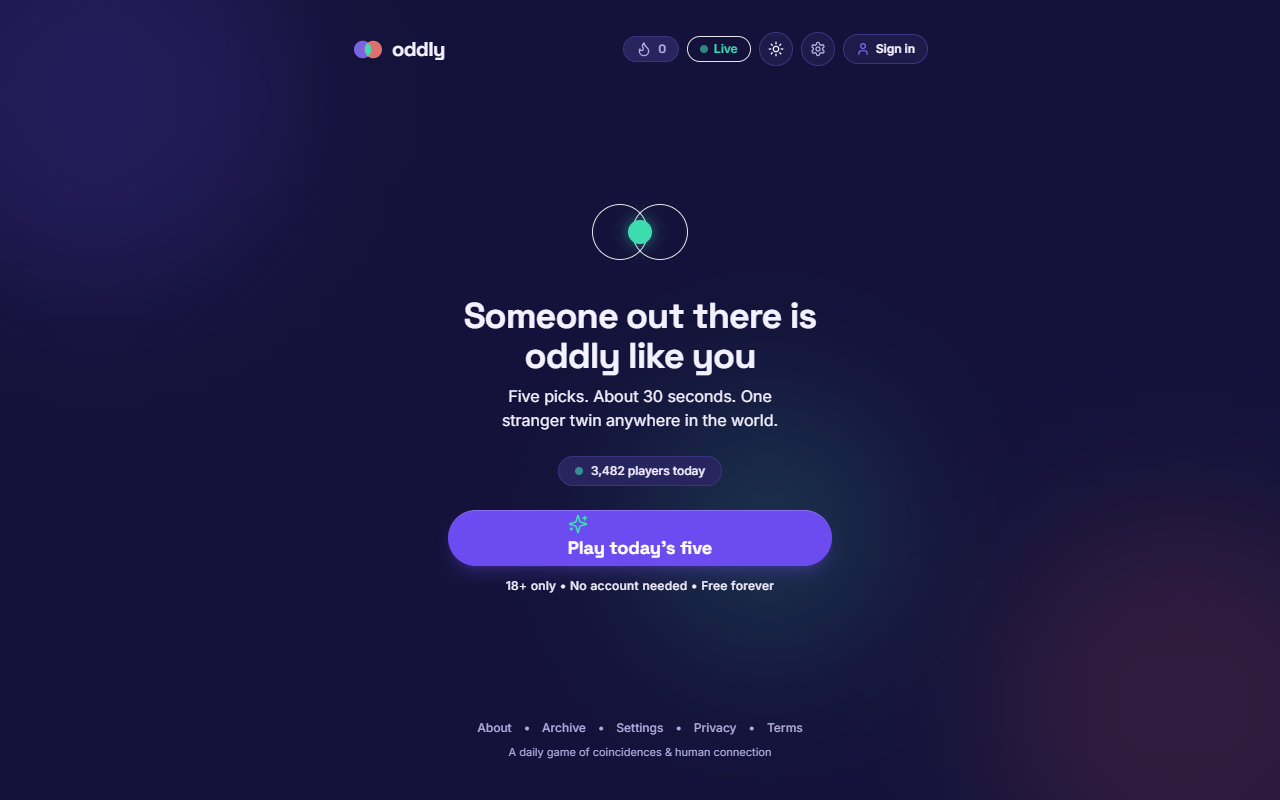 oddly
0
Live
Sign in
Someone out there is
oddly like you
Five picks. About 30 seconds. One
stranger twin anywhere in the world.
3,482 players today
Play today’s five
18+ only • No account needed • Free forever
About • Archive • Settings • Privacy • Terms
A daily game of coincidences & human connection